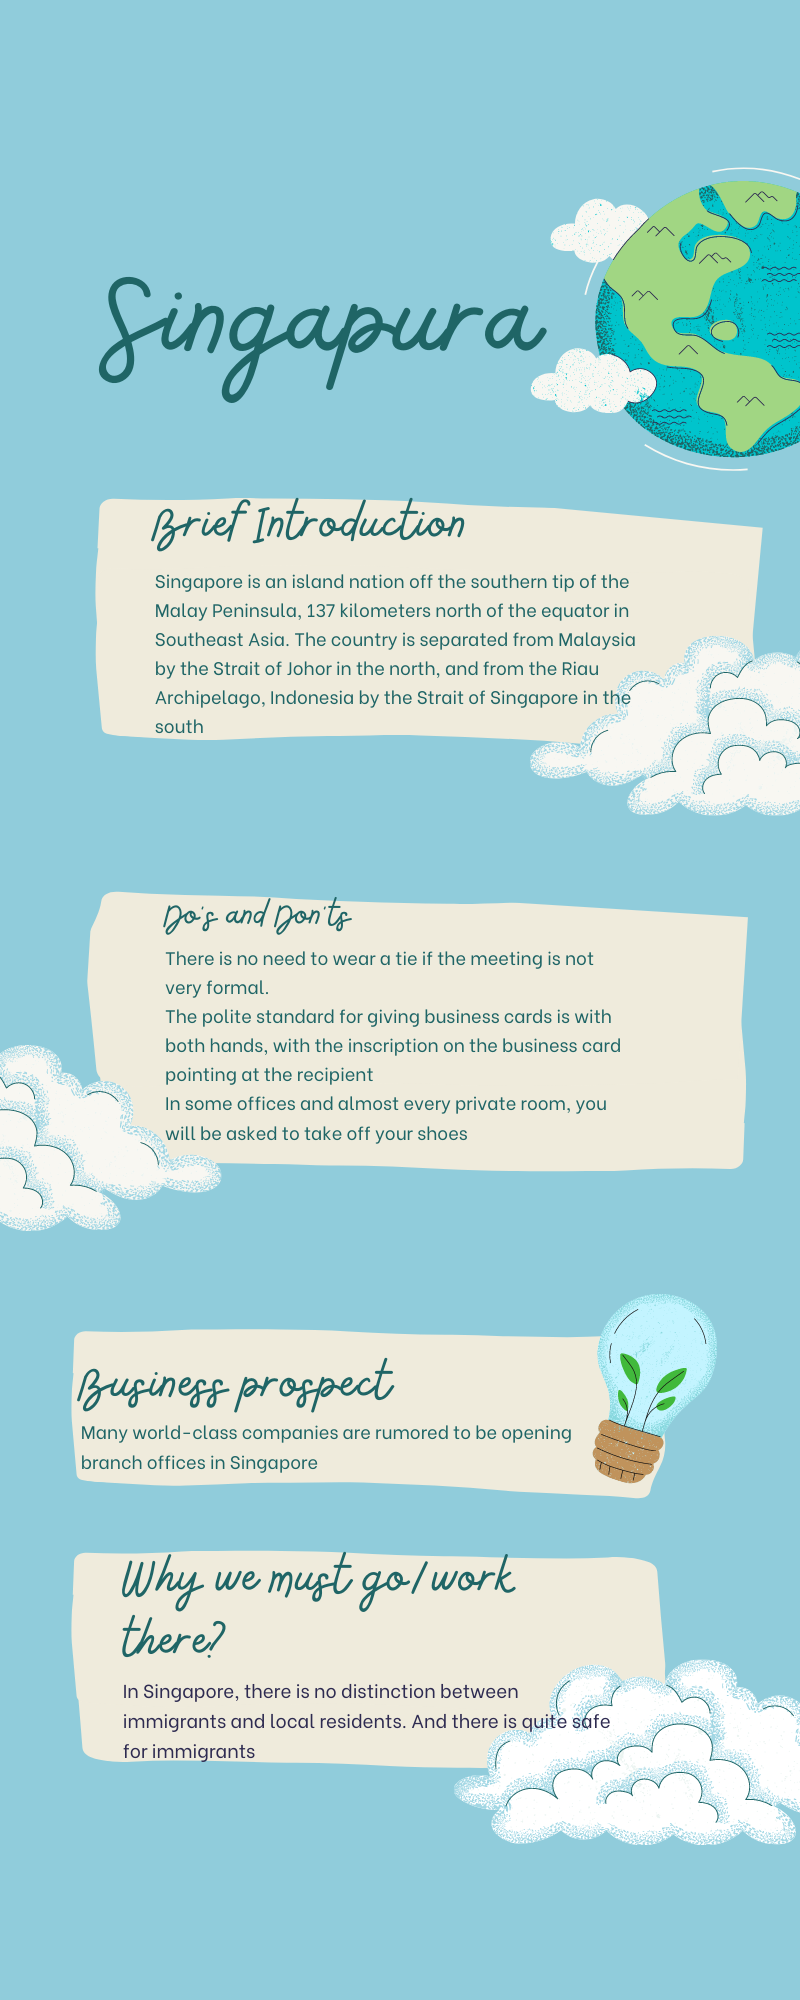 Singapura
Brief Introduction
Singapore is an island nation off the southern tip of the
Malay Peninsula, 137 kilometers north of the equator in
Southeast Asia. The country is separated from Malaysia
by the Strait of Johor in the north, and from the Riau
Archipelago, Indonesia by the Strait of Singapore in the
south
Do's and Don'ts
There is no need to wear a tie if the meeting is not
very formal.
The polite standard for giving business cards is with
both hands, with the inscription on the business card
pointing at the recipient
In some offices and almost every private room, you
will be asked to take off your shoes
Business prospect
Many world-class companies are rumored to be opening
branch offices in Singapore
Why we must go/work
there?
In Singapore, there is no distinction between
immigrants and local residents. And there is quite safe
for immigrants